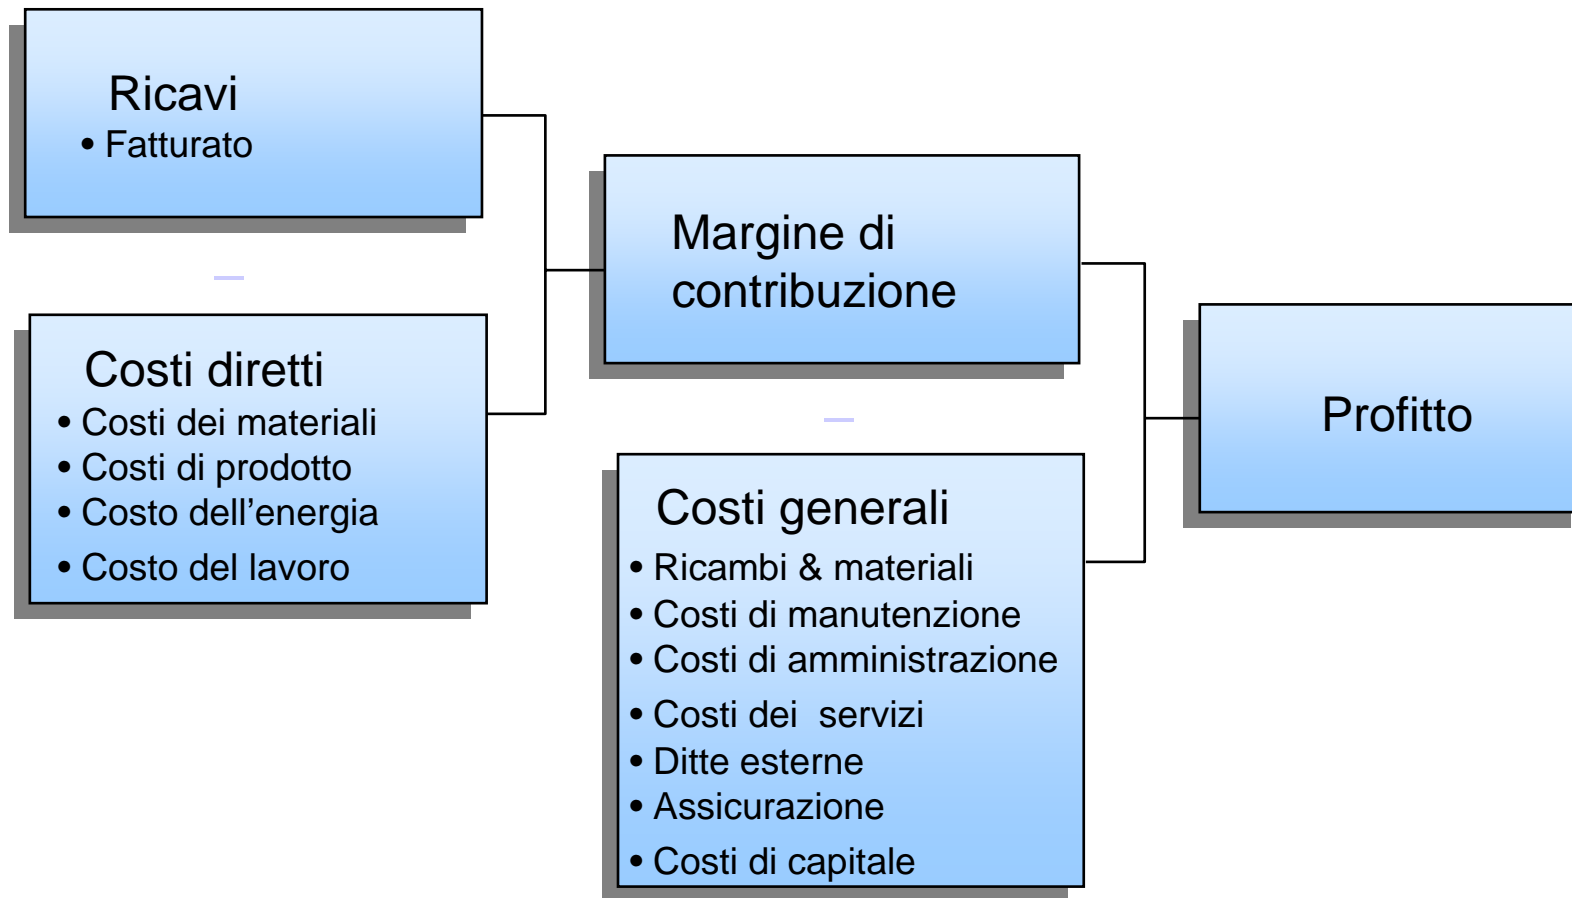 Ricavi
• Fatturato
–
Costi diretti
• Costi dei materiali
• Costi di prodotto
• Costo dell’energia
• Costo del lavoro
Margine di
contribuzione
–
Costi generali
• Ricambi & materiali
• Costi di manutenzione
• Costi di amministrazione
• Costi dei  servizi
• Ditte esterne
• Assicurazione
• Costi di capitale
Profitto